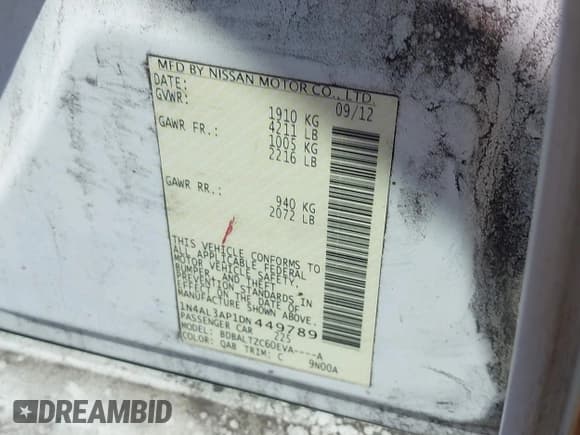 MFD BY NISSAN MOTOR CO., LTD.
DATE: 09/12
GVWR: 1910 KG
4211 LB
GAWR FR.: 1005 KG
2216 LB
GAWR RR.: 940 KG
2072 LB
THIS VEHICLE CONFORMS TO
ALL APPLICABLE FEDERAL
MOTOR VEHICLE SAFETY,
BUMPER, AND THEFT
PREVENTION STANDARDS IN
EFFECT ON THE DATE OF
MANUFACTURE SHOWN ABOVE.
1N4AL3AP1DN449789
PASSENGER CAR 225
MODEL: BDBALTZC60EVA----A
COLOR: QAB TRIM: C 9N00A
DREAMBID